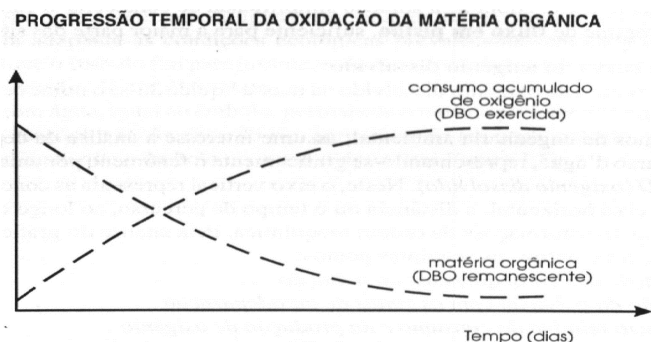 PROGRESSÃO TEMPORAL DA OXIDAÇÃO DA MATÉRIA ORGÂNICA
consumo acumulado
de oxigênio
(DBO exercida)
matéria orgânica
(DBO remanescente)
Tempo (dias)